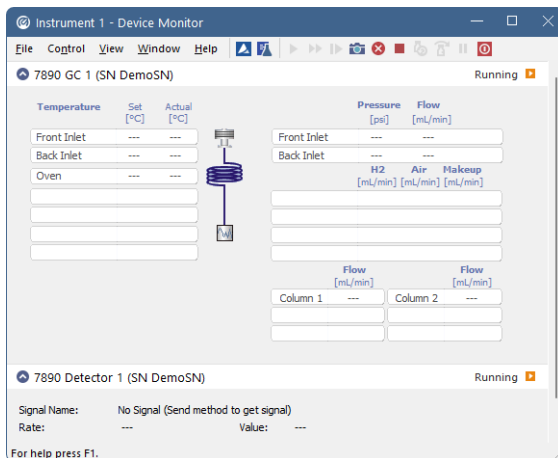 Instrument 1 - Device Monitor
File Control View Window Help
7890 GC 1 (SN DemoSN) Running
Temperature Set Actual
[°C] [°C]
Front Inlet --- ---
Back Inlet --- ---
Oven --- ---
Pressure Flow
[psi] [mL/min]
Front Inlet --- ---
Back Inlet --- ---
H2 Air Makeup
[mL/min] [mL/min] [mL/min]
Flow Flow
[mL/min] [mL/min]
Column 1 --- Column 2 ---
7890 Detector 1 (SN DemoSN) Running
Signal Name: No Signal (Send method to get signal)
Rate: --- Value: ---
For help press F1.